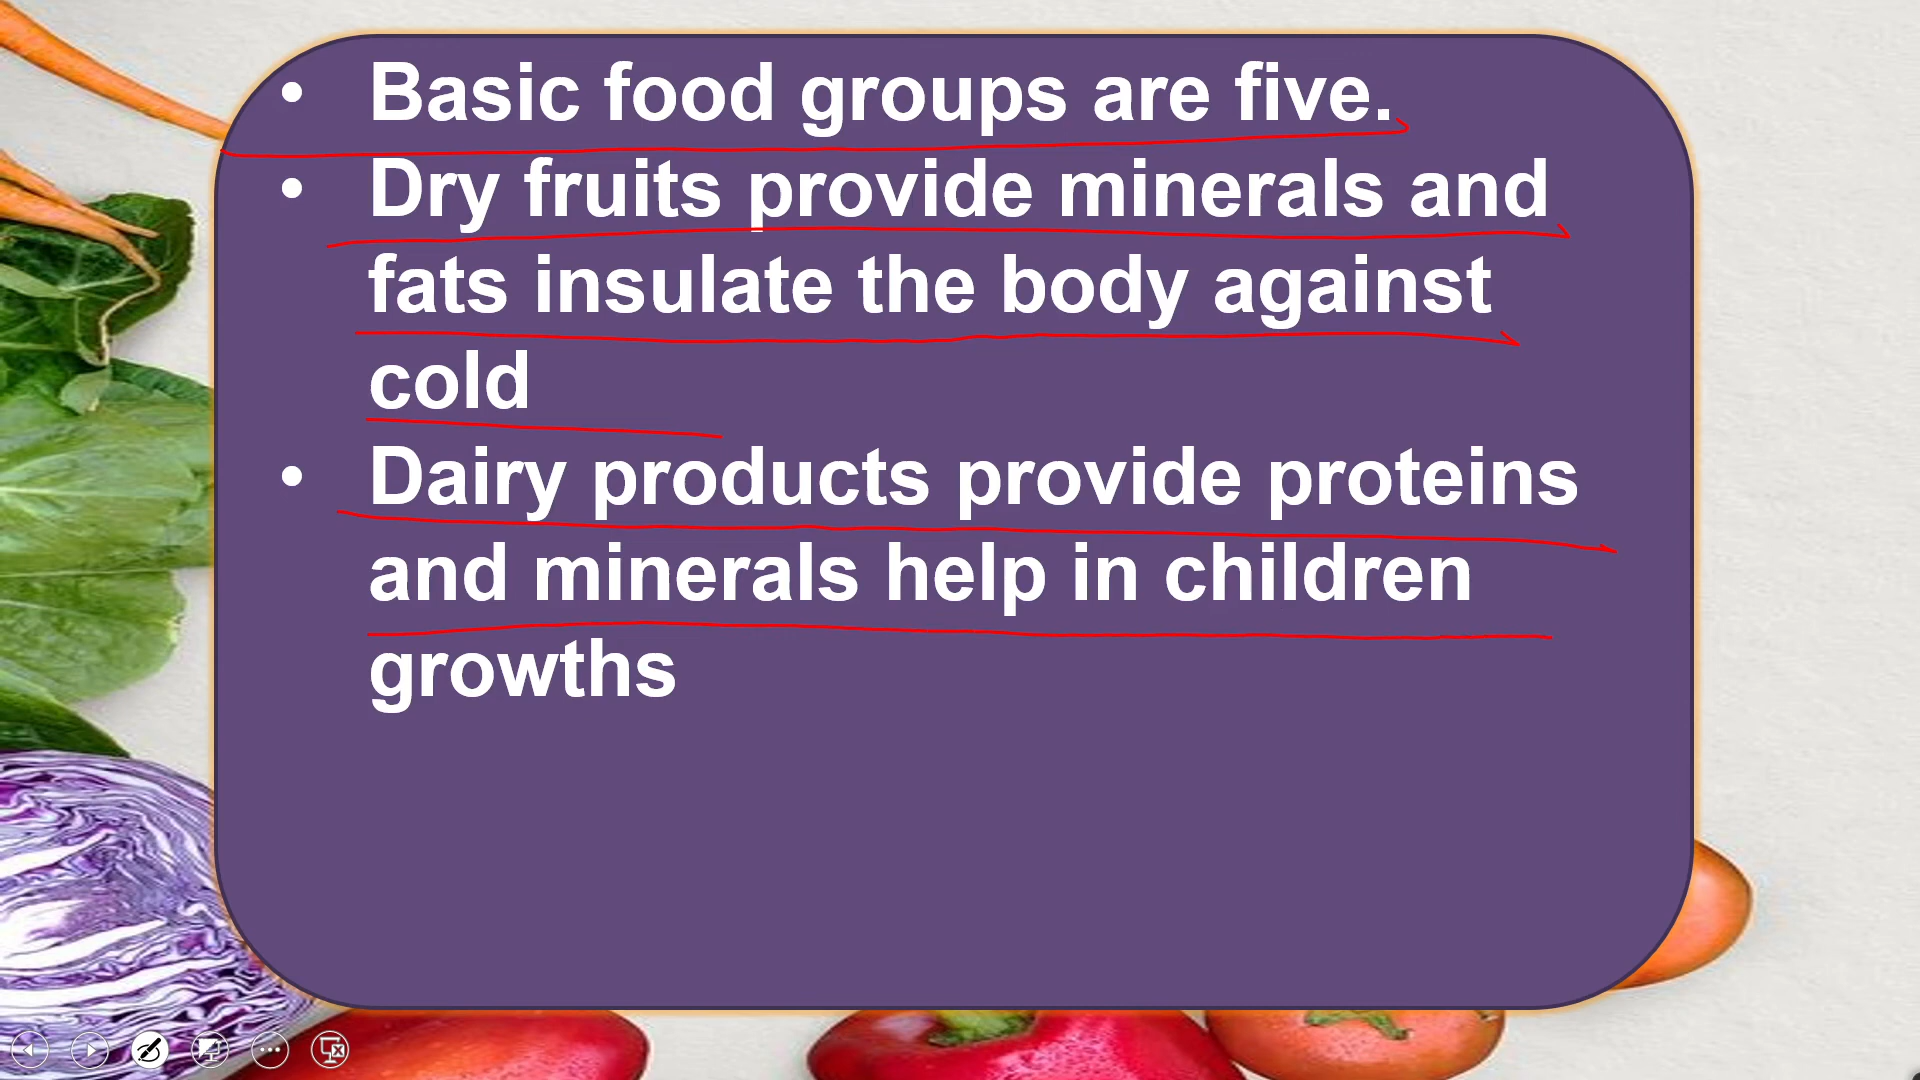 • Basic food groups are five.
• Dry fruits provide minerals and
fats insulate the body against
cold
• Dairy products provide proteins
and minerals help in children
growths